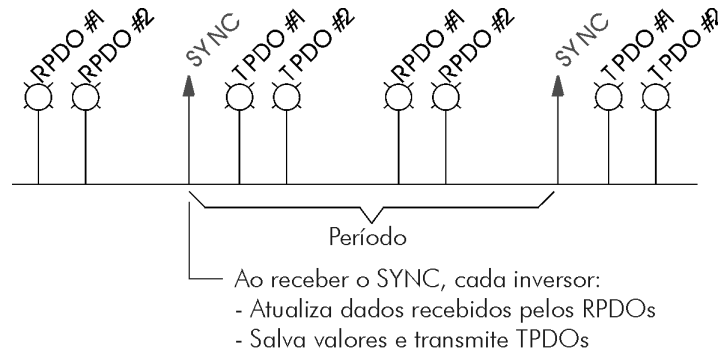 RPDO #1
RPDO #2
SYNC
TPDO #1
TPDO #2
RPDO #1
RPDO #2
SYNC
TPDO #1
TPDO #2
Período
Ao receber o SYNC, cada inversor:
- Atualiza dados recebidos pelos RPDOs
- Salva valores e transmite TPDOs